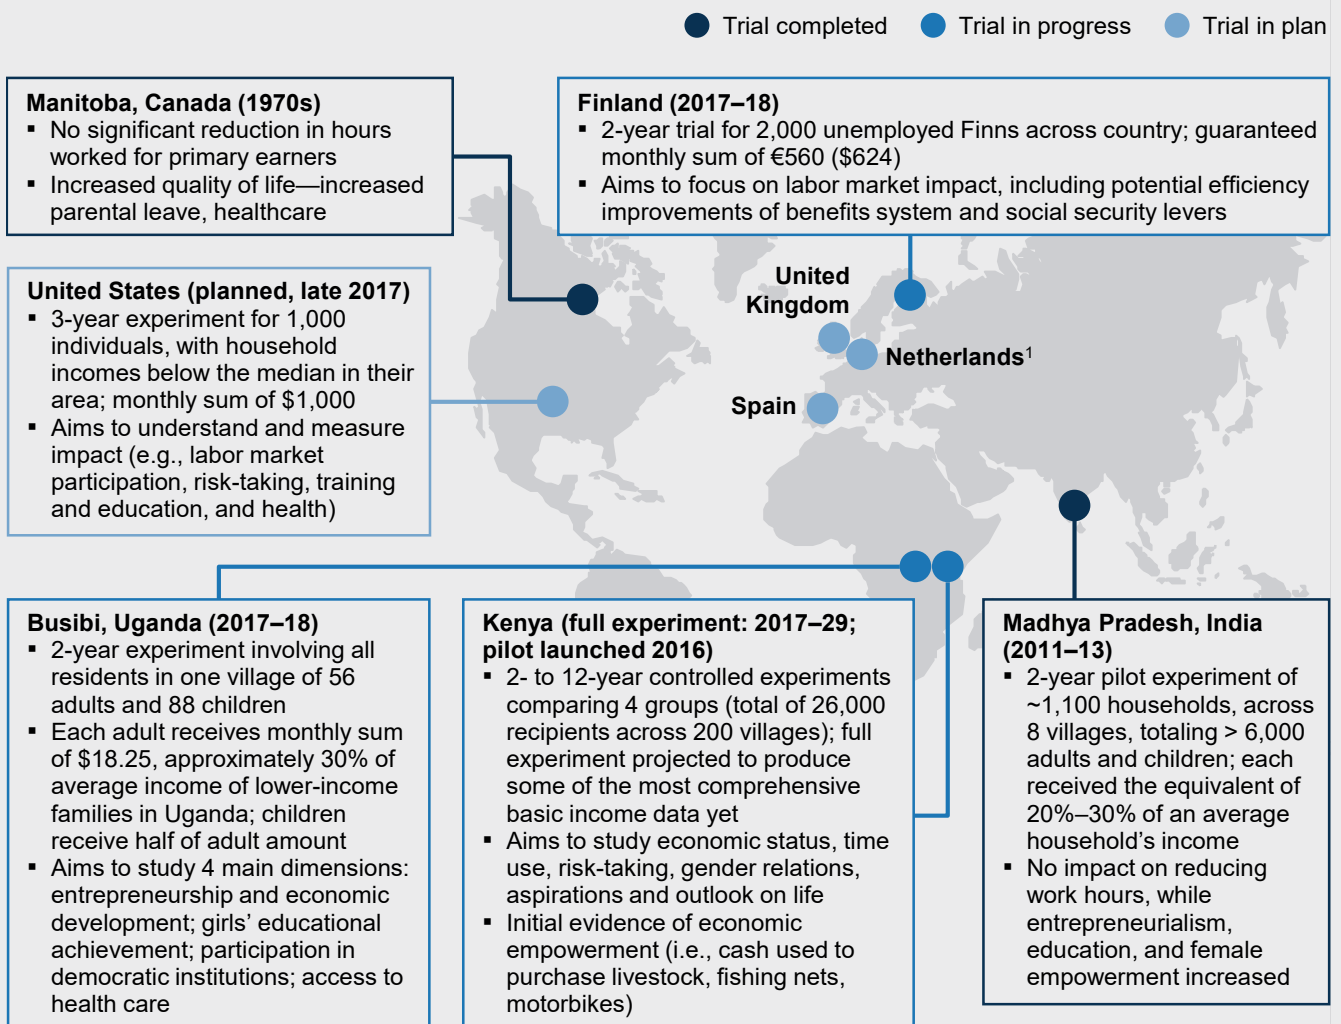 Trial completed Trial in progress Trial in plan
Manitoba, Canada (1970s)
▪ No significant reduction in hours
worked for primary earners
▪ Increased quality of life—increased
parental leave, healthcare
Finland (2017–18)
▪ 2-year trial for 2,000 unemployed Finns across country; guaranteed
monthly sum of €560 ($624)
▪ Aims to focus on labor market impact, including potential efficiency
improvements of benefits system and social security levers
United States (planned, late 2017)
▪ 3-year experiment for 1,000
individuals, with household
incomes below the median in their
area; monthly sum of $1,000
▪ Aims to understand and measure
impact (e.g., labor market
participation, risk-taking, training
and education, and health)
United
Kingdom
Netherlands¹
Spain
Busibi, Uganda (2017–18)
▪ 2-year experiment involving all
residents in one village of 56
adults and 88 children
▪ Each adult receives monthly sum
of $18.25, approximately 30% of
average income of lower-income
families in Uganda; children
receive half of adult amount
▪ Aims to study 4 main dimensions:
entrepreneurship and economic
development; girls’ educational
achievement; participation in
democratic institutions; access to
health care
Kenya (full experiment: 2017–29;
pilot launched 2016)
▪ 2- to 12-year controlled experiments
comparing 4 groups (total of 26,000
recipients across 200 villages); full
experiment projected to produce
some of the most comprehensive
basic income data yet
▪ Aims to study economic status, time
use, risk-taking, gender relations,
aspirations and outlook on life
▪ Initial evidence of economic
empowerment (i.e., cash used to
purchase livestock, fishing nets,
motorbikes)
Madhya Pradesh, India
(2011–13)
▪ 2-year pilot experiment of
~1,100 households, across
8 villages, totaling > 6,000
adults and children; each
received the equivalent of
20%–30% of an average
household’s income
▪ No impact on reducing
work hours, while
entrepreneurialism,
education, and female
empowerment increased